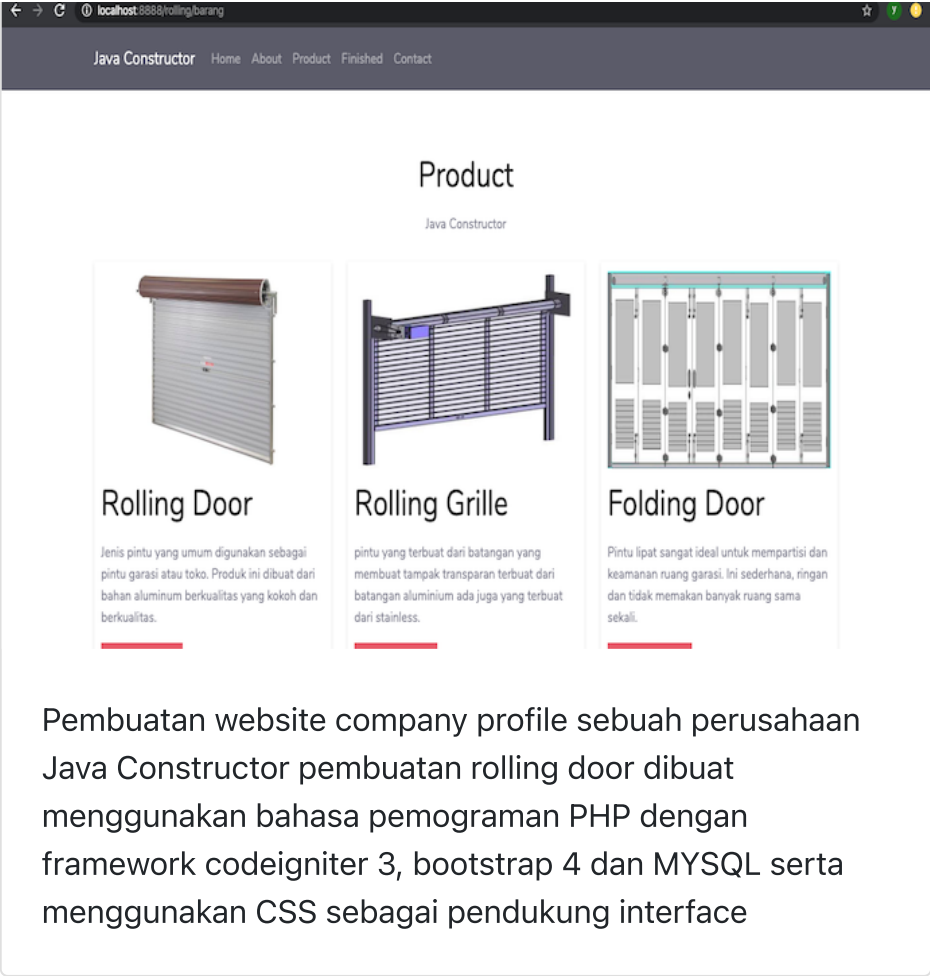 localhost:8888/rolling/barang
y
Java Constructor Home About Product Finished Contact
Product
Java Constructor
Rolling Door
Jenis pintu yang umum digunakan sebagai
pintu garasi atau toko. Produk ini dibuat dari
bahan aluminum berkualitas yang kokoh dan
berkualitas.
Rolling Grille
pintu yang terbuat dari batangan yang
membuat tampak transparan terbuat dari
batangan aluminium ada juga yang terbuat
dari stainless.
Folding Door
Pintu lipat sangat ideal untuk mempartisi dan
keamanan ruang garasi. Ini sederhana, ringan
dan tidak memakan banyak ruang sama
sekali.
Pembuatan website company profile sebuah perusahaan
Java Constructor pembuatan rolling door dibuat
menggunakan bahasa pemograman PHP dengan
framework codeigniter 3, bootstrap 4 dan MYSQL serta
menggunakan CSS sebagai pendukung interface